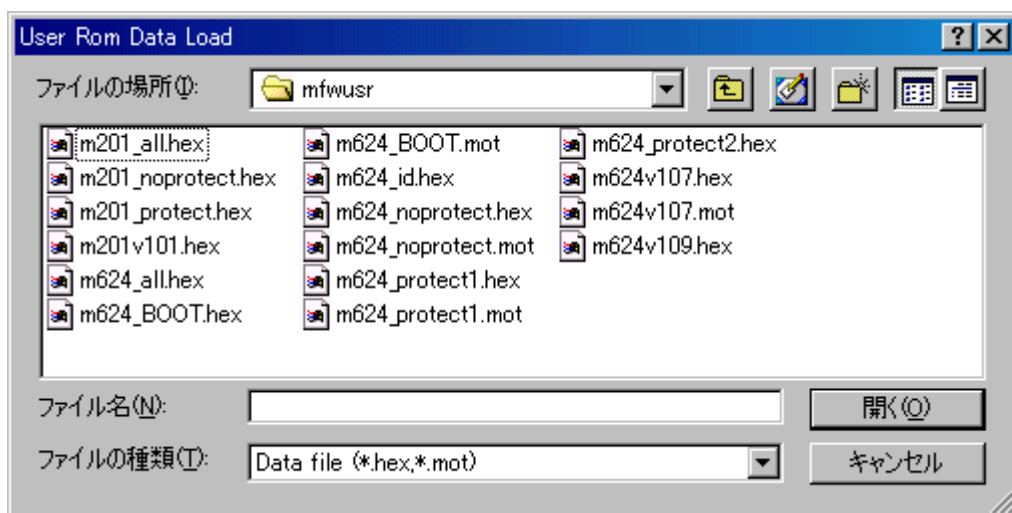 User Rom Data Load
ファイルの場所(I): mfwusr
m201_all.hex
m201_noprotect.hex
m201_protect.hex
m201v101.hex
m624_all.hex
m624_BOOT.hex
m624_BOOT.mot
m624_id.hex
m624_noprotect.hex
m624_noprotect.mot
m624_protect1.hex
m624_protect1.mot
m624_protect2.hex
m624v107.hex
m624v107.mot
m624v109.hex
ファイル名(N): 開く(O)
ファイルの種類(T): Data file (*.hex,*.mot) キャンセル